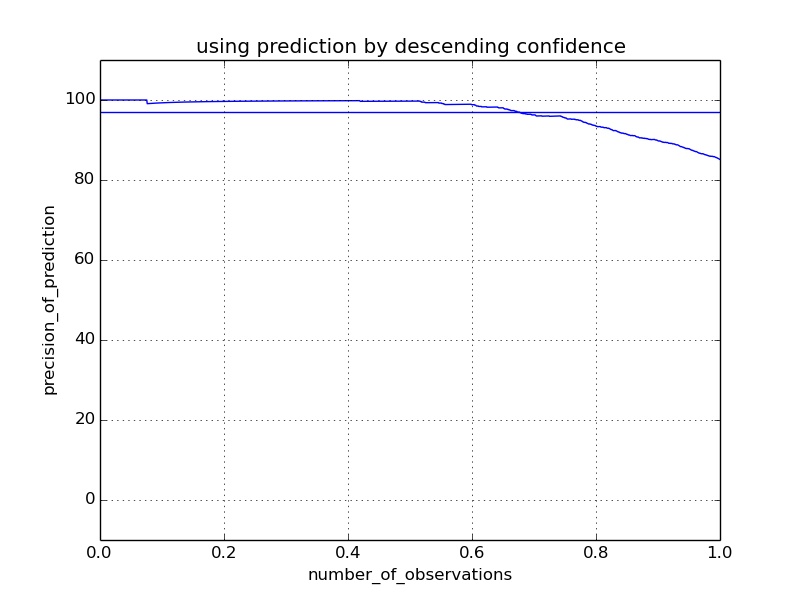 using prediction by descending confidence
100
80
60
40
20
0
precision_of_prediction
0.0 0.2 0.4 0.6 0.8 1.0
number_of_observations